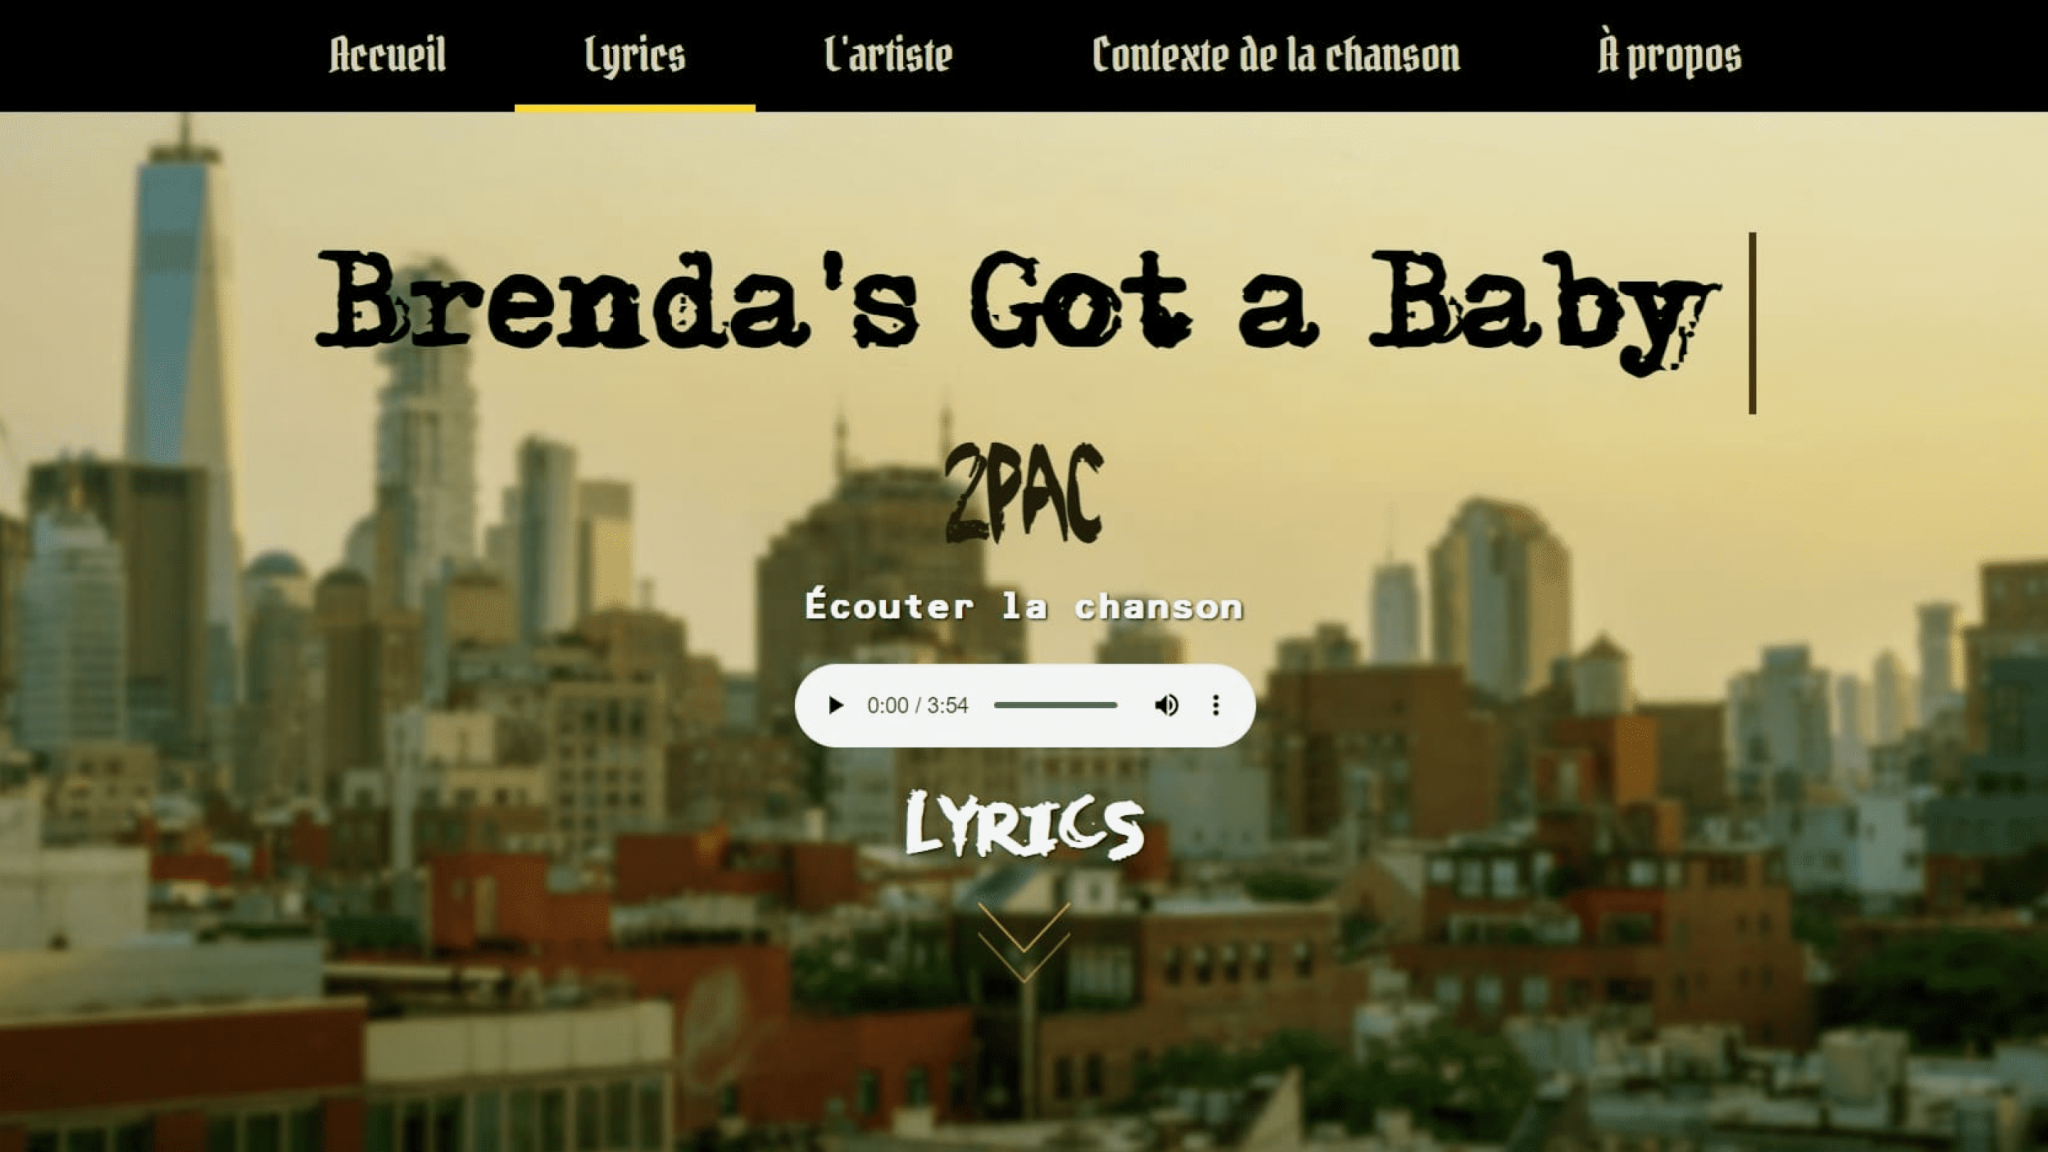 Accueil Lyrics L'artiste Contexte de la chanson À propos
Brenda's Got a Baby
2PAC
Écouter la chanson
0:00 / 3:54
LYRICS